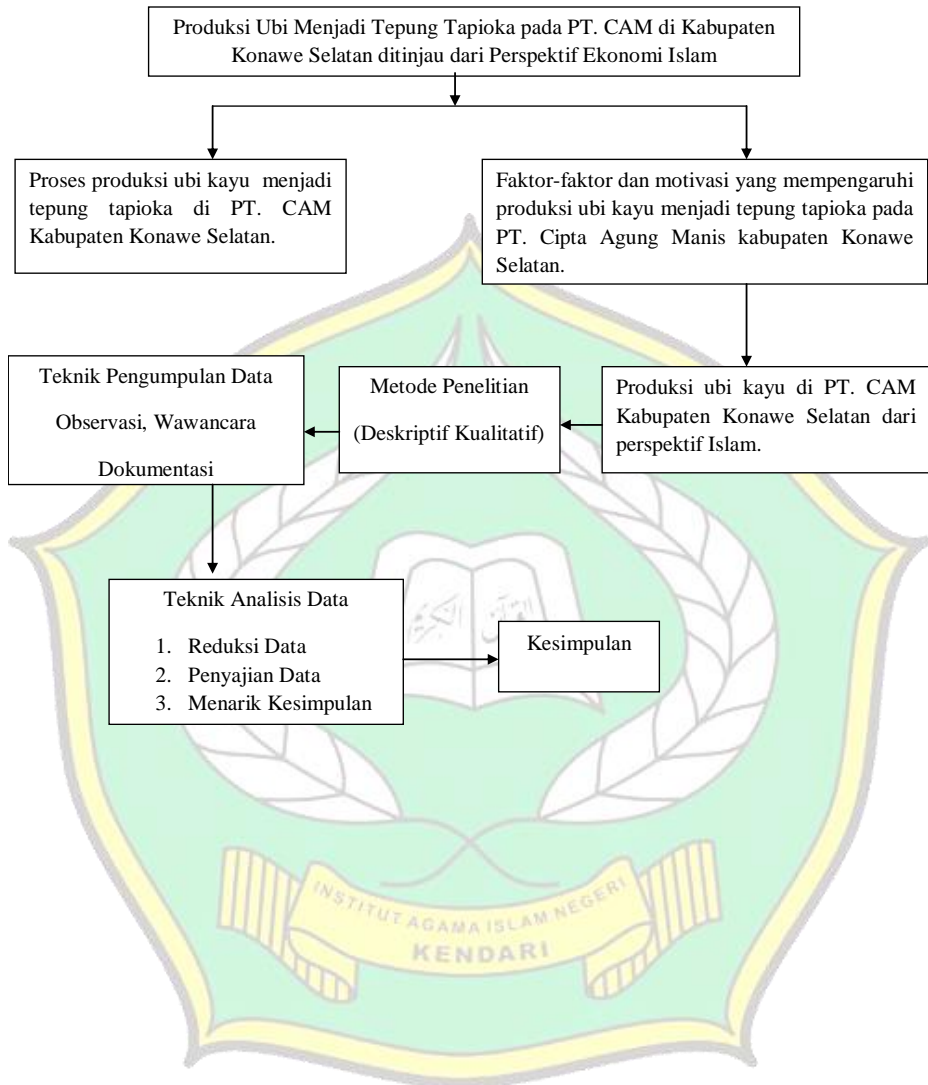 Produksi Ubi Menjadi Tepung Tapioka pada PT. CAM di Kabupaten
Konawe Selatan ditinjau dari Perspektif Ekonomi Islam
Proses produksi ubi kayu menjadi
tepung tapioka di PT. CAM
Kabupaten Konawe Selatan.
Faktor-faktor dan motivasi yang mempengaruhi
produksi ubi kayu menjadi tepung tapioka pada
PT. Cipta Agung Manis kabupaten Konawe
Selatan.
Produksi ubi kayu di PT. CAM
Kabupaten Konawe Selatan dari
perspektif Islam.
Metode Penelitian
(Deskriptif Kualitatif)
Teknik Pengumpulan Data
Observasi, Wawancara
Dokumentasi
Teknik Analisis Data
1. Reduksi Data
2. Penyajian Data
3. Menarik Kesimpulan
Kesimpulan
INSTITUT AGAMA ISLAM NEGERI
KENDARI